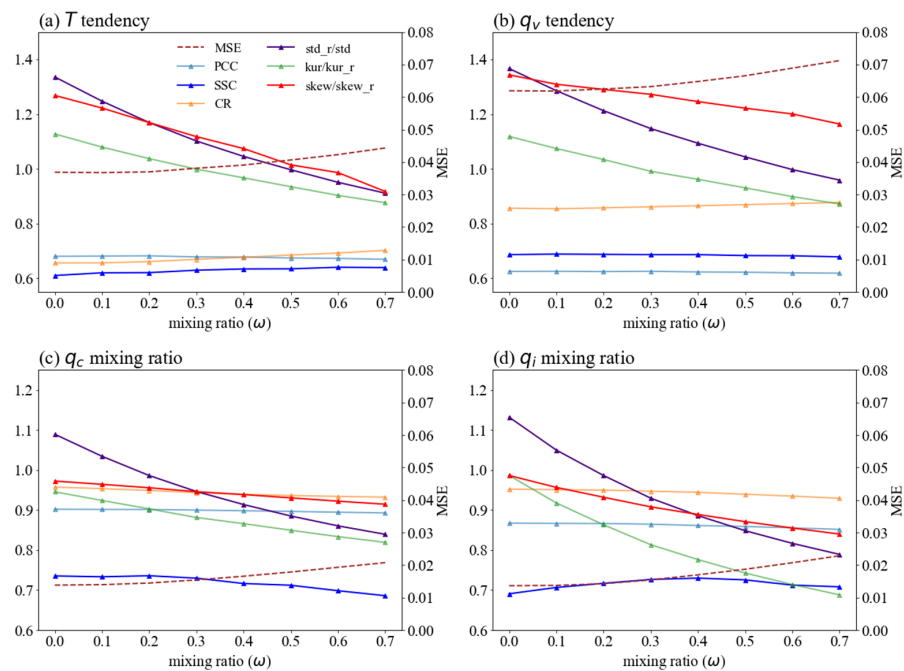 (a) T tendency
(b) qv tendency
MSE
PCC
SSC
CR
std_r/std
kur/kur_r
skew/skew_r
1.4
1.2
1.0
0.8
0.6
0.08
0.07
0.06
0.05
0.04
0.03
0.02
0.01
0.00
MSE
0.0 0.1 0.2 0.3 0.4 0.5 0.6 0.7
mixing ratio (ω)
1.4
1.2
1.0
0.8
0.6
0.08
0.07
0.06
0.05
0.04
0.03
0.02
0.01
0.00
MSE
0.0 0.1 0.2 0.3 0.4 0.5 0.6 0.7
mixing ratio (ω)
(c) qc mixing ratio
1.2
1.1
1.0
0.9
0.8
0.7
0.6
0.08
0.07
0.06
0.05
0.04
0.03
0.02
0.01
0.00
MSE
0.0 0.1 0.2 0.3 0.4 0.5 0.6 0.7
mixing ratio (ω)
(d) qi mixing ratio
1.2
1.1
1.0
0.9
0.8
0.7
0.6
0.08
0.07
0.06
0.05
0.04
0.03
0.02
0.01
0.00
MSE
0.0 0.1 0.2 0.3 0.4 0.5 0.6 0.7
mixing ratio (ω)